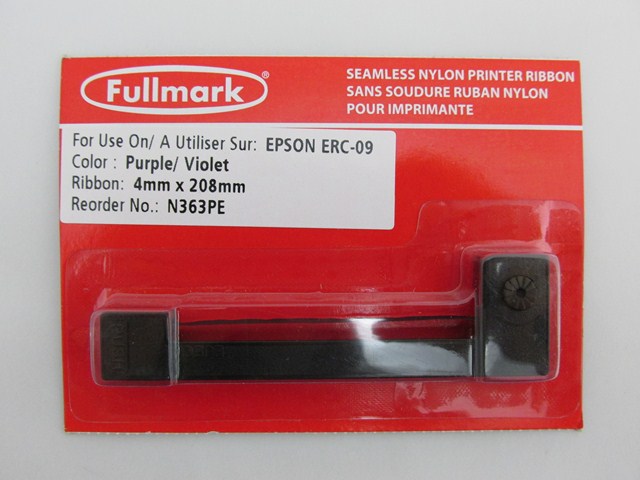 Fullmark®
SEAMLESS NYLON PRINTER RIBBON
SANS SOUDURE RUBAN NYLON
POUR IMPRIMANTE
For Use On/ A Utiliser Sur: EPSON ERC-09
Color : Purple/ Violet
Ribbon: 4mm x 208mm
Reorder No.: N363PE